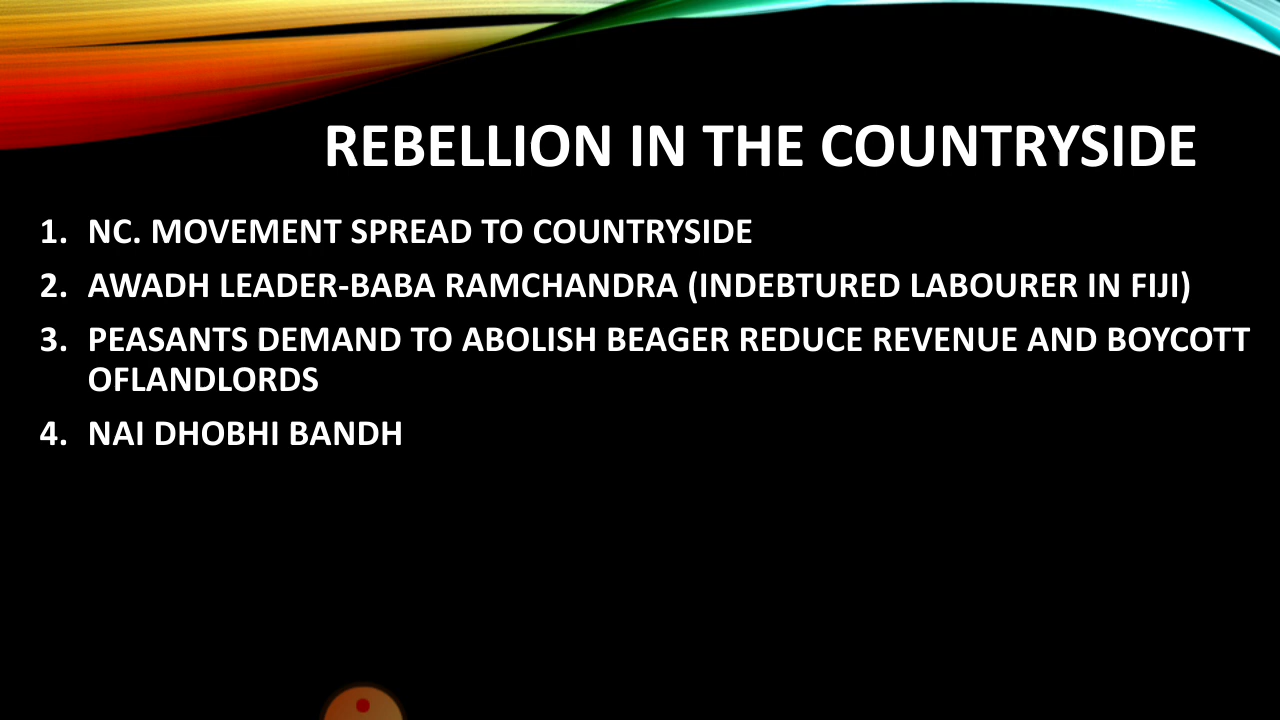 REBELLION IN THE COUNTRYSIDE
1. NC. MOVEMENT SPREAD TO COUNTRYSIDE
2. AWADH LEADER-BABA RAMCHANDRA (INDEBTURED LABOURER IN FIJI)
3. PEASANTS DEMAND TO ABOLISH BEAGER REDUCE REVENUE AND BOYCOTT
OFLANDLORDS
4. NAI DHOBHI BANDH